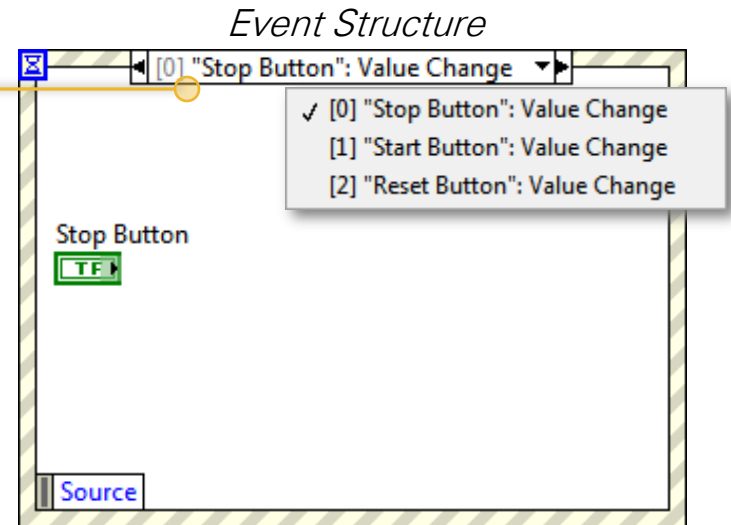 Event Structure
[0] "Stop Button": Value Change
[0] "Stop Button": Value Change
[1] "Start Button": Value Change
[2] "Reset Button": Value Change
Stop Button
TF
Source